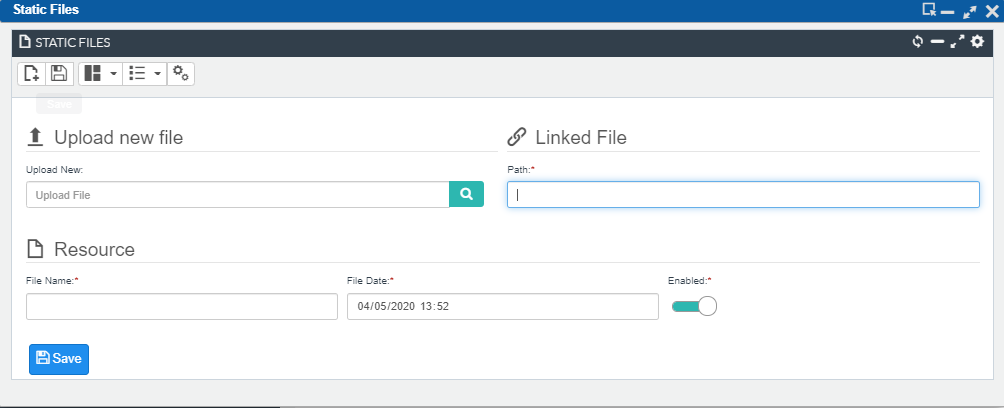 Static Files
STATIC FILES
Save
Upload new file
Linked File
Upload New:
Path:*
Upload File
Resource
File Name:*
File Date:*
Enabled:*
04/05/2020 13:52
Save